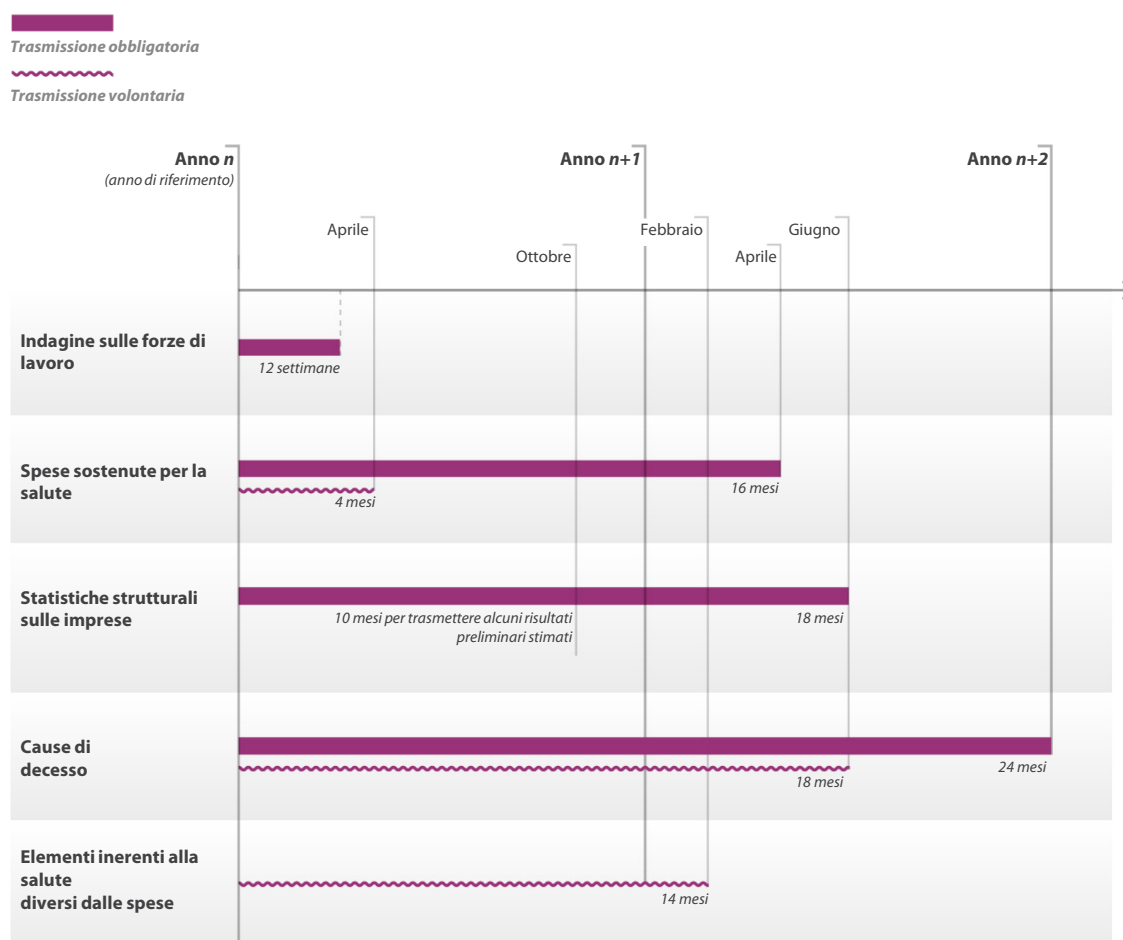 Trasmissione obbligatoria
Trasmissione volontaria
Anno n
(anno di riferimento)
Anno n+1
Anno n+2
Aprile
Febbraio
Giugno
Ottobre
Aprile
Indagine sulle forze di
lavoro
12 settimane
Spese sostenute per la
salute
16 mesi
4 mesi
Statistiche strutturali
sulle imprese
10 mesi per trasmettere alcuni risultati
preliminari stimati
18 mesi
Cause di
decesso
24 mesi
18 mesi
Elementi inerenti alla
salute
diversi dalle spese
14 mesi